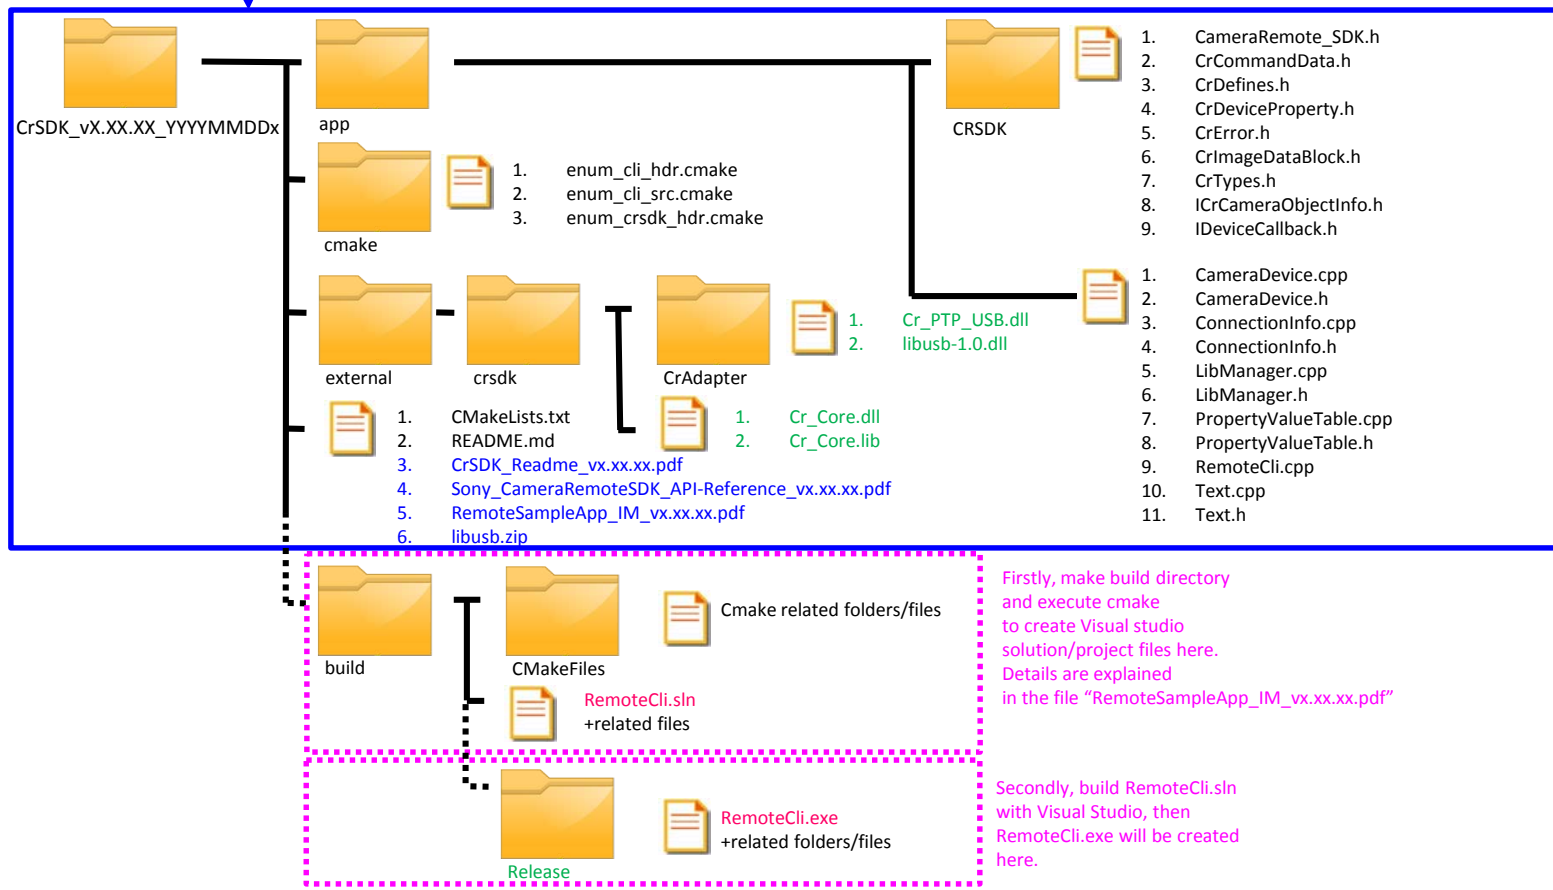 CrSDK_vX.XX.XX_YYYYMMDDx
app
CRSDK
1. CameraRemote_SDK.h
2. CrCommandData.h
3. CrDefines.h
4. CrDeviceProperty.h
5. CrError.h
6. CrImageDataBlock.h
7. CrTypes.h
8. ICrCameraObjectInfo.h
9. IDeviceCallback.h
cmake
1. enum_cli_hdr.cmake
2. enum_cli_src.cmake
3. enum_crsdk_hdr.cmake
1. CameraDevice.cpp
2. CameraDevice.h
3. ConnectionInfo.cpp
4. ConnectionInfo.h
5. LibManager.cpp
6. LibManager.h
7. PropertyValueTable.cpp
8. PropertyValueTable.h
9. RemoteCli.cpp
10. Text.cpp
11. Text.h
external
crsdk
CrAdapter
1. Cr_PTP_USB.dll
2. libusb-1.0.dll
1. Cr_Core.dll
2. Cr_Core.lib
1. CMakeLists.txt
2. README.md
3. CrSDK_Readme_vx.xx.xx.pdf
4. Sony_CameraRemoteSDK_API-Reference_vx.xx.xx.pdf
5. RemoteSampleApp_IM_vx.xx.xx.pdf
6. libusb.zip
build
CMakeFiles
Cmake related folders/files
RemoteCli.sln
+related files
Firstly, make build directory
and execute cmake
to create Visual studio
solution/project files here.
Details are explained
in the file “RemoteSampleApp_IM_vx.xx.xx.pdf”
Release
RemoteCli.exe
+related folders/files
Secondly, build RemoteCli.sln
with Visual Studio, then
RemoteCli.exe will be created
here.